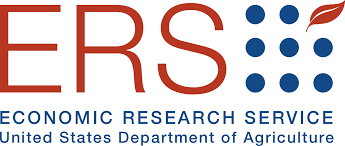 ERS
ECONOMIC RESEARCH SERVICE
United States Department of Agriculture